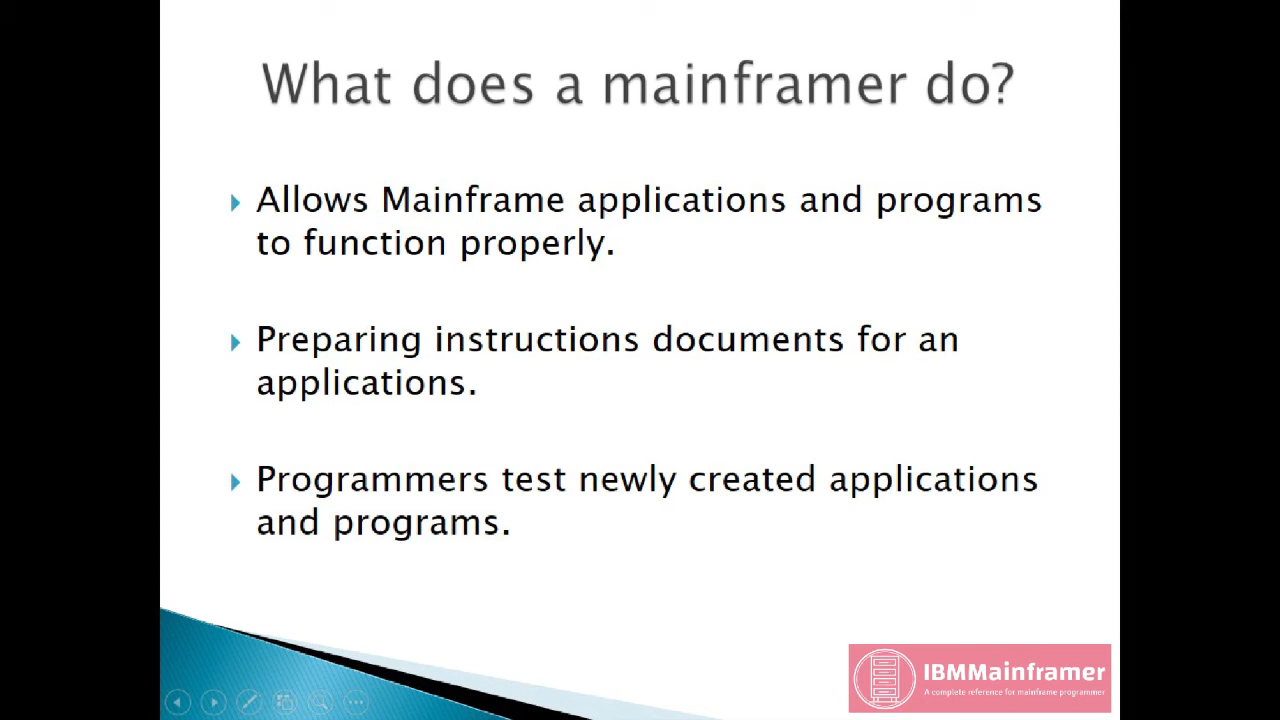 What does a mainframer do?
Allows Mainframe applications and programs
to function properly.
Preparing instructions documents for an
applications.
Programmers test newly created applications
and programs.
IBMMainframer
A complete reference for mainframe programmer